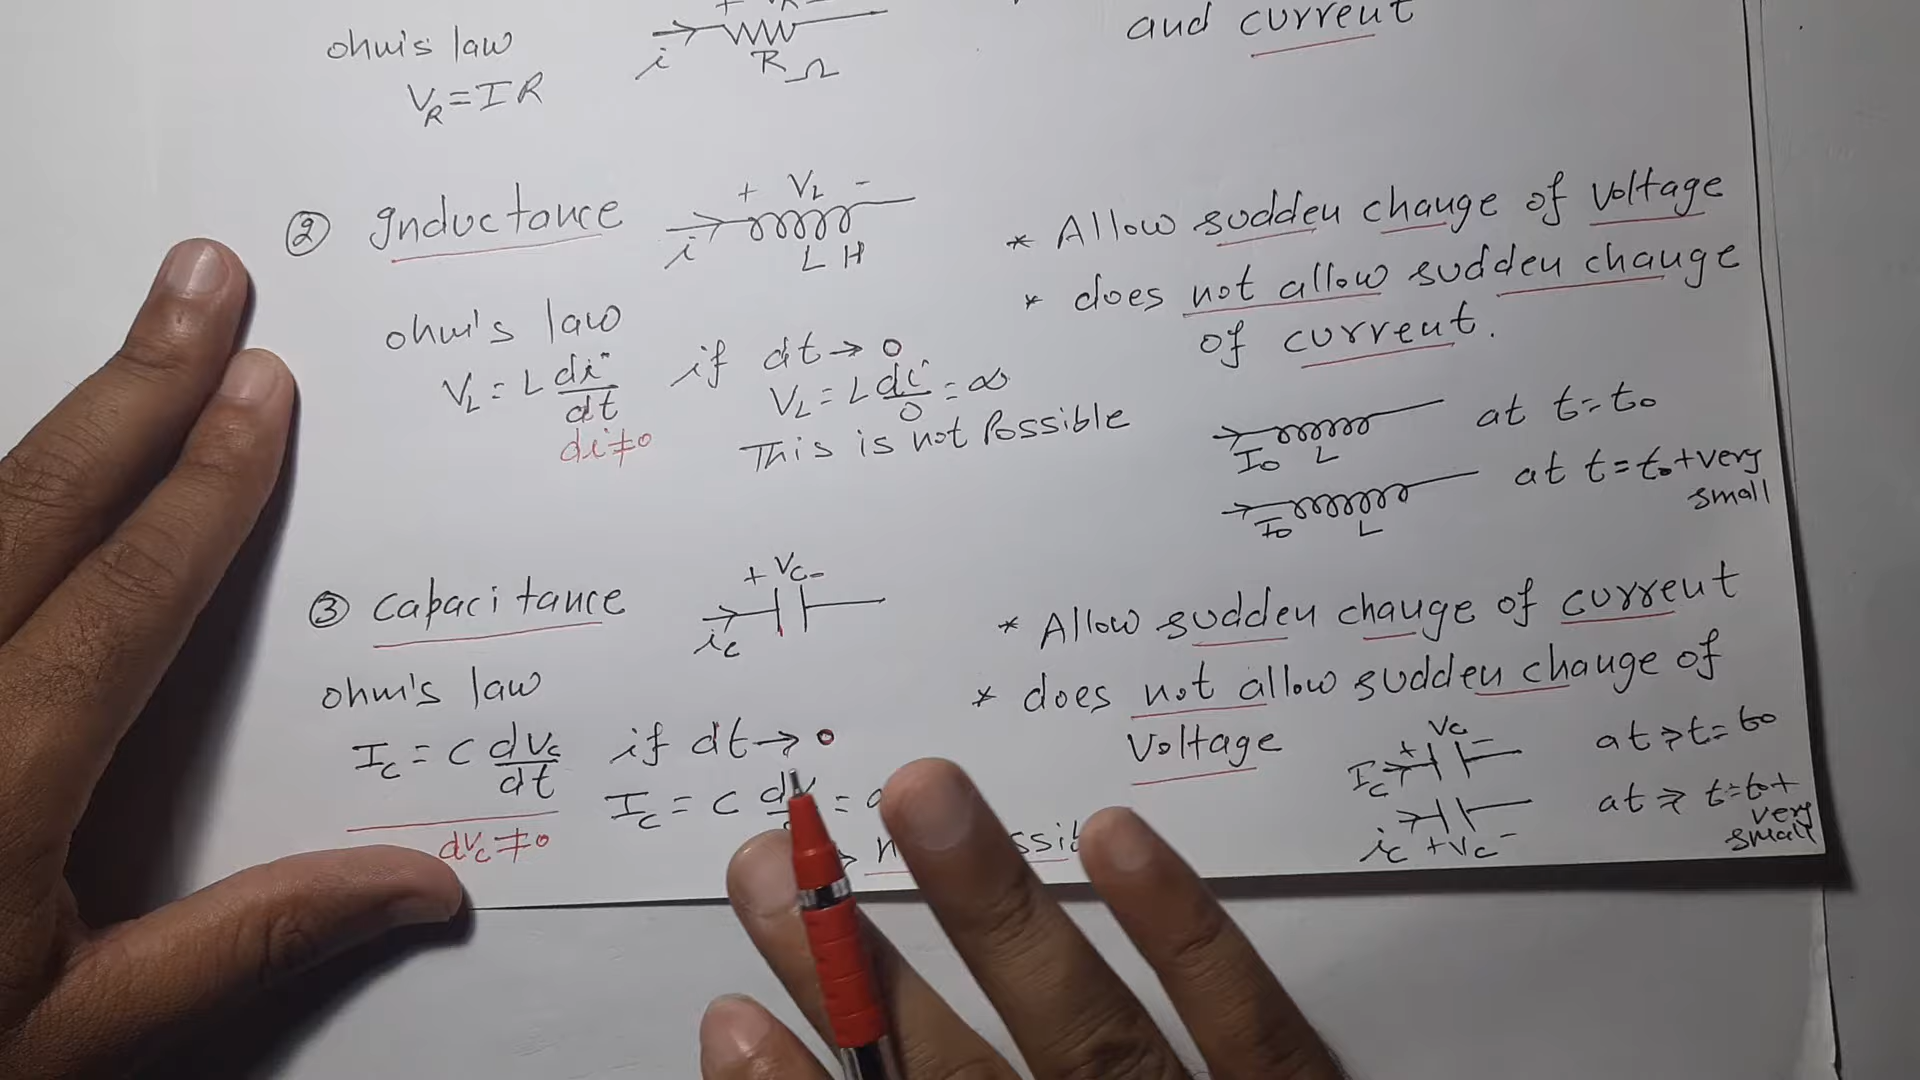 ohm's law
V_R = IR
i
R Ω
and current
② Inductance
+ V_L -
i
L H
* Allow sudden change of voltage
* does not allow sudden change
of current.
ohm's law
V_L = L di/dt
di ≠ 0
if dt → 0
V_L = L di/0 = ∞
This is not Possible
I₀ L at t = t₀
I₀ L at t = t₀ + very
small
③ capacitance
+ V_C -
i_c
* Allow sudden change of current
* does not allow sudden change of
Voltage
ohm's law
I_C = C dV_C/dt
dV_C ≠ 0
if dt → 0
I_C = C
V_C
+ -
I_C at ⇒ t = t₀
at ⇒ t = t₀ +
very
small
i_c + V_C -